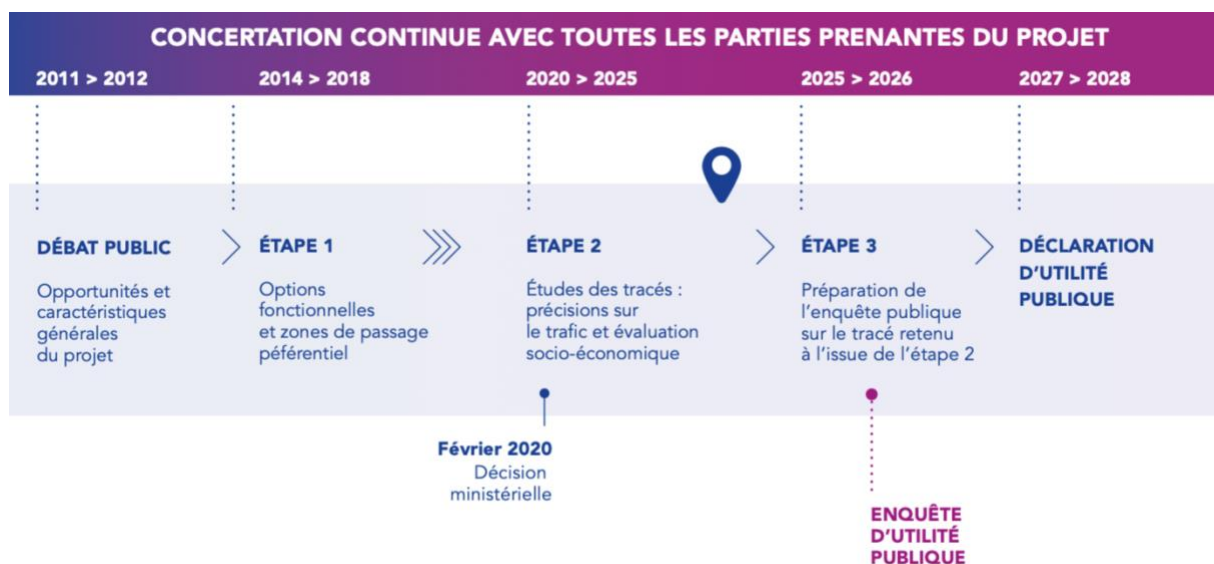 CONCERTATION CONTINUE AVEC TOUTES LES PARTIES PRENANTES DU PROJET
2011 > 2012
2014 > 2018
2020 > 2025
2025 > 2026
2027 > 2028
DÉBAT PUBLIC
Opportunités et
caractéristiques
générales
du projet
ÉTAPE 1
Options
fonctionnelles
et zones de passage
péférentiel
ÉTAPE 2
Études des tracés :
précisions sur
le trafic et évaluation
socio-économique
ÉTAPE 3
Préparation de
l'enquête publique
sur le tracé retenu
à l'issue de l'étape 2
DÉCLARATION
D'UTILITÉ
PUBLIQUE
Février 2020
Décision
ministérielle
ENQUÊTE
D'UTILITÉ
PUBLIQUE